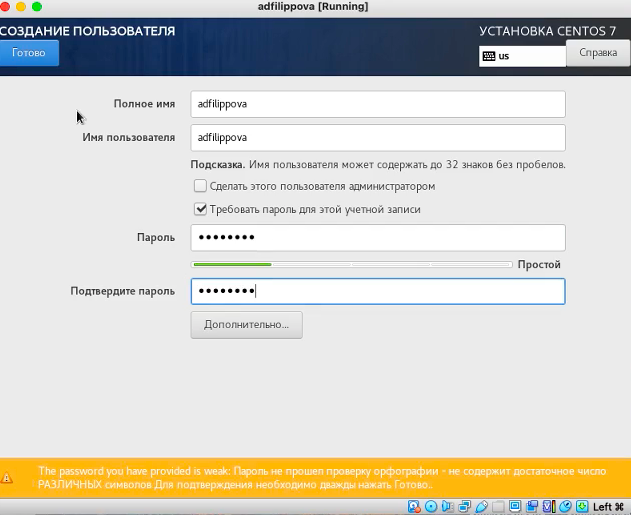 adfilippova [Running]
СОЗДАНИЕ ПОЛЬЗОВАТЕЛЯ
УСТАНОВКА CENTOS 7
Готово
us
Справка
Полное имя
adfilippova
Имя пользователя
adfilippova
Подсказка. Имя пользователя может содержать до 32 знаков без пробелов.
Сделать этого пользователя администратором
Требовать пароль для этой учетной записи
Пароль
••••••••
Простой
Подтвердите пароль
••••••••
Дополнительно...
The password you have provided is weak: Пароль не прошел проверку орфографии - не содержит достаточное число
РАЗЛИЧНЫХ символов Для подтверждения необходимо дважды нажать Готово..
Left ⌘